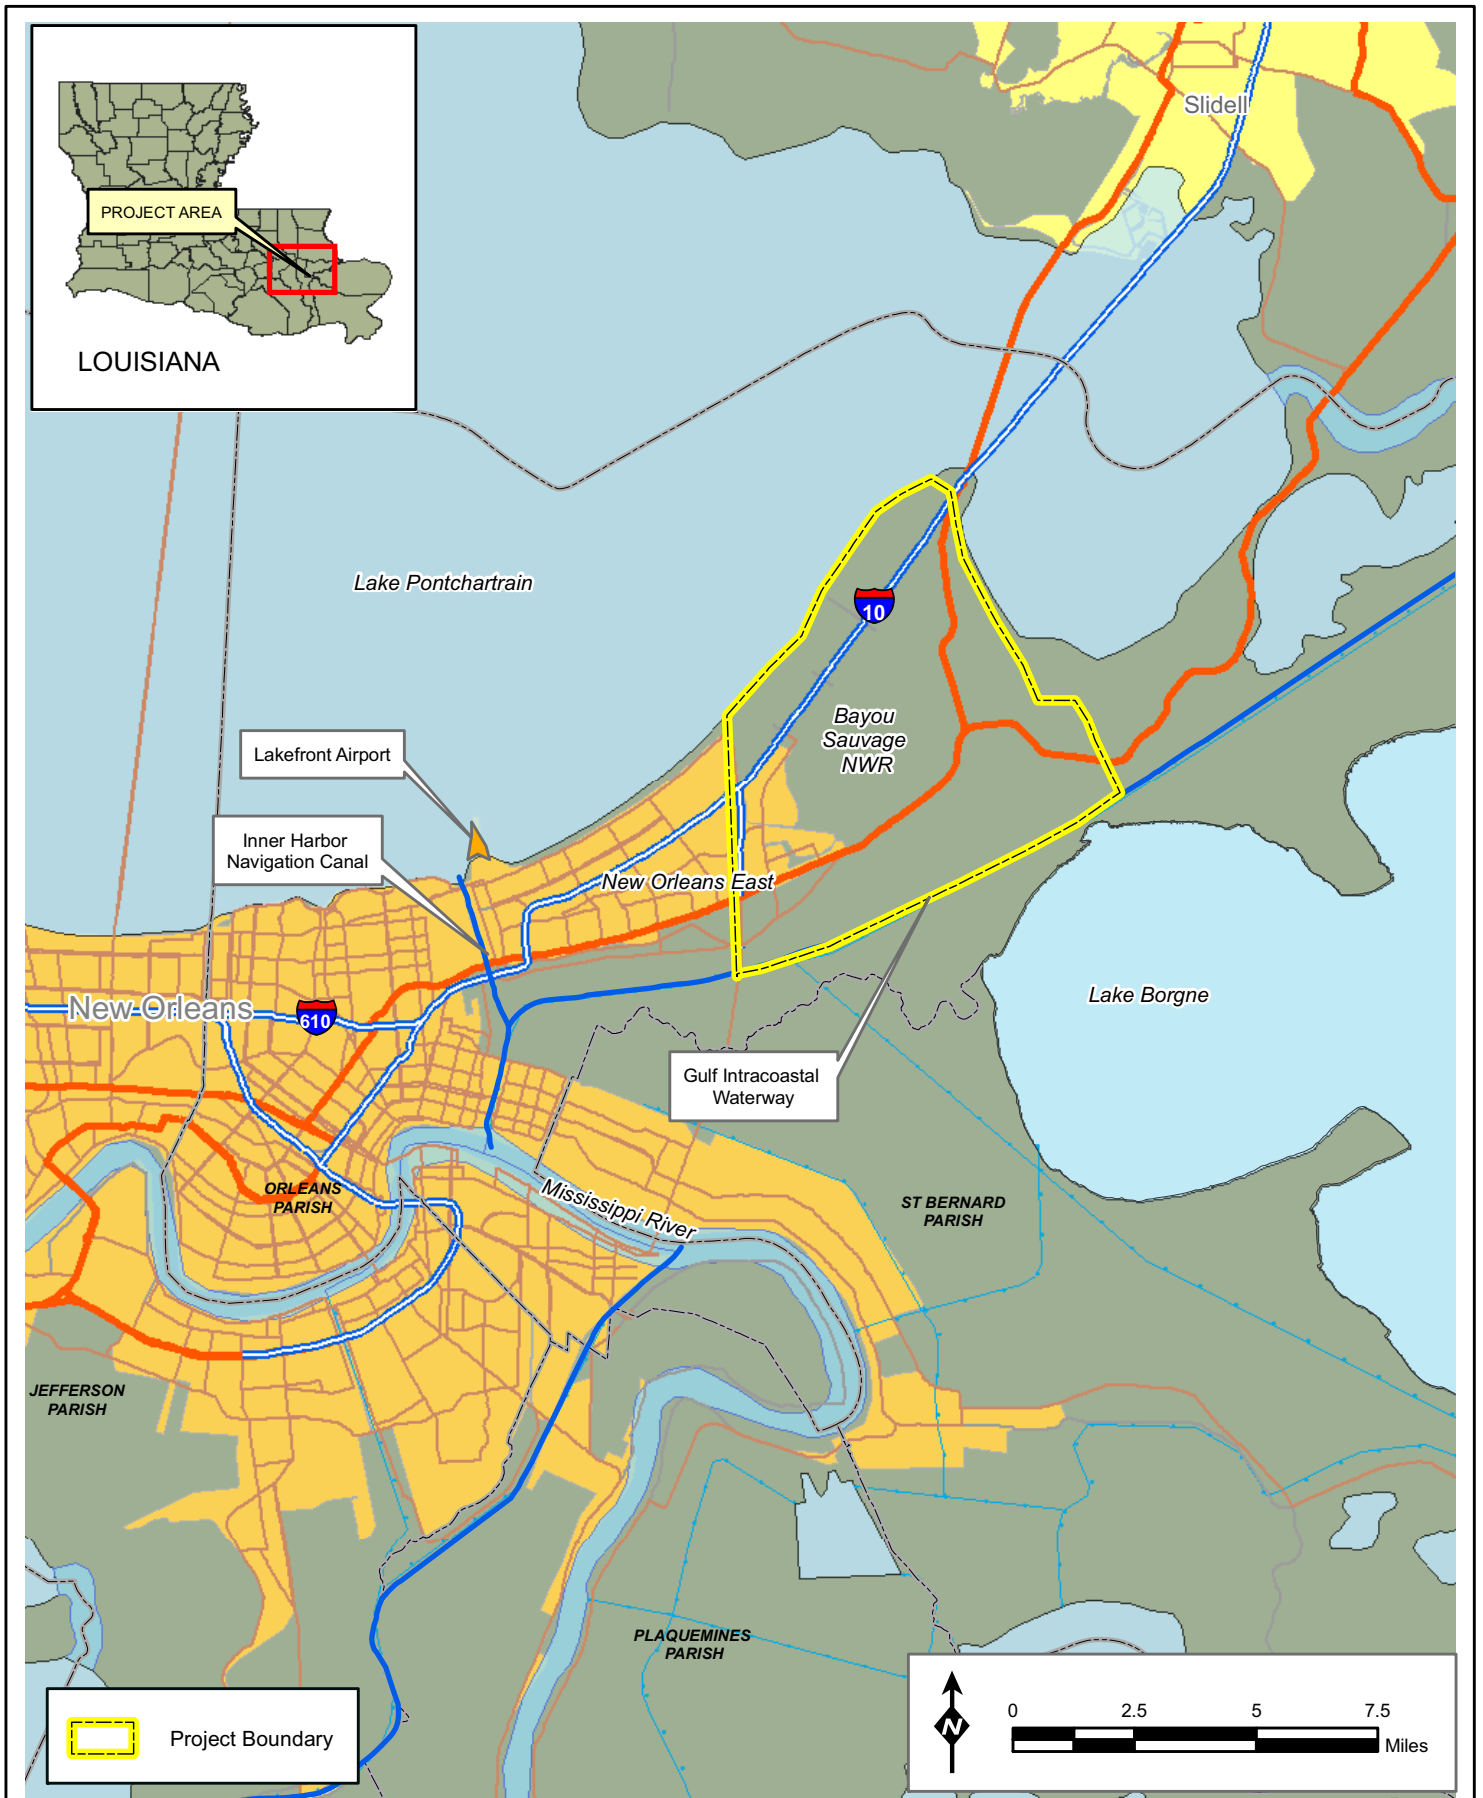 PROJECT AREA
LOUISIANA
Slidell
Lake Pontchartrain
10
Bayou
Sauvage
NWR
Lakefront Airport
Inner Harbor
Navigation Canal
New Orleans East
New Orleans
610
Lake Borgne
Gulf Intracoastal
Waterway
ORLEANS
PARISH
Mississippi River
ST BERNARD
PARISH
JEFFERSON
PARISH
PLAQUEMINES
PARISH
Project Boundary
N
0 2.5 5 7.5
Miles